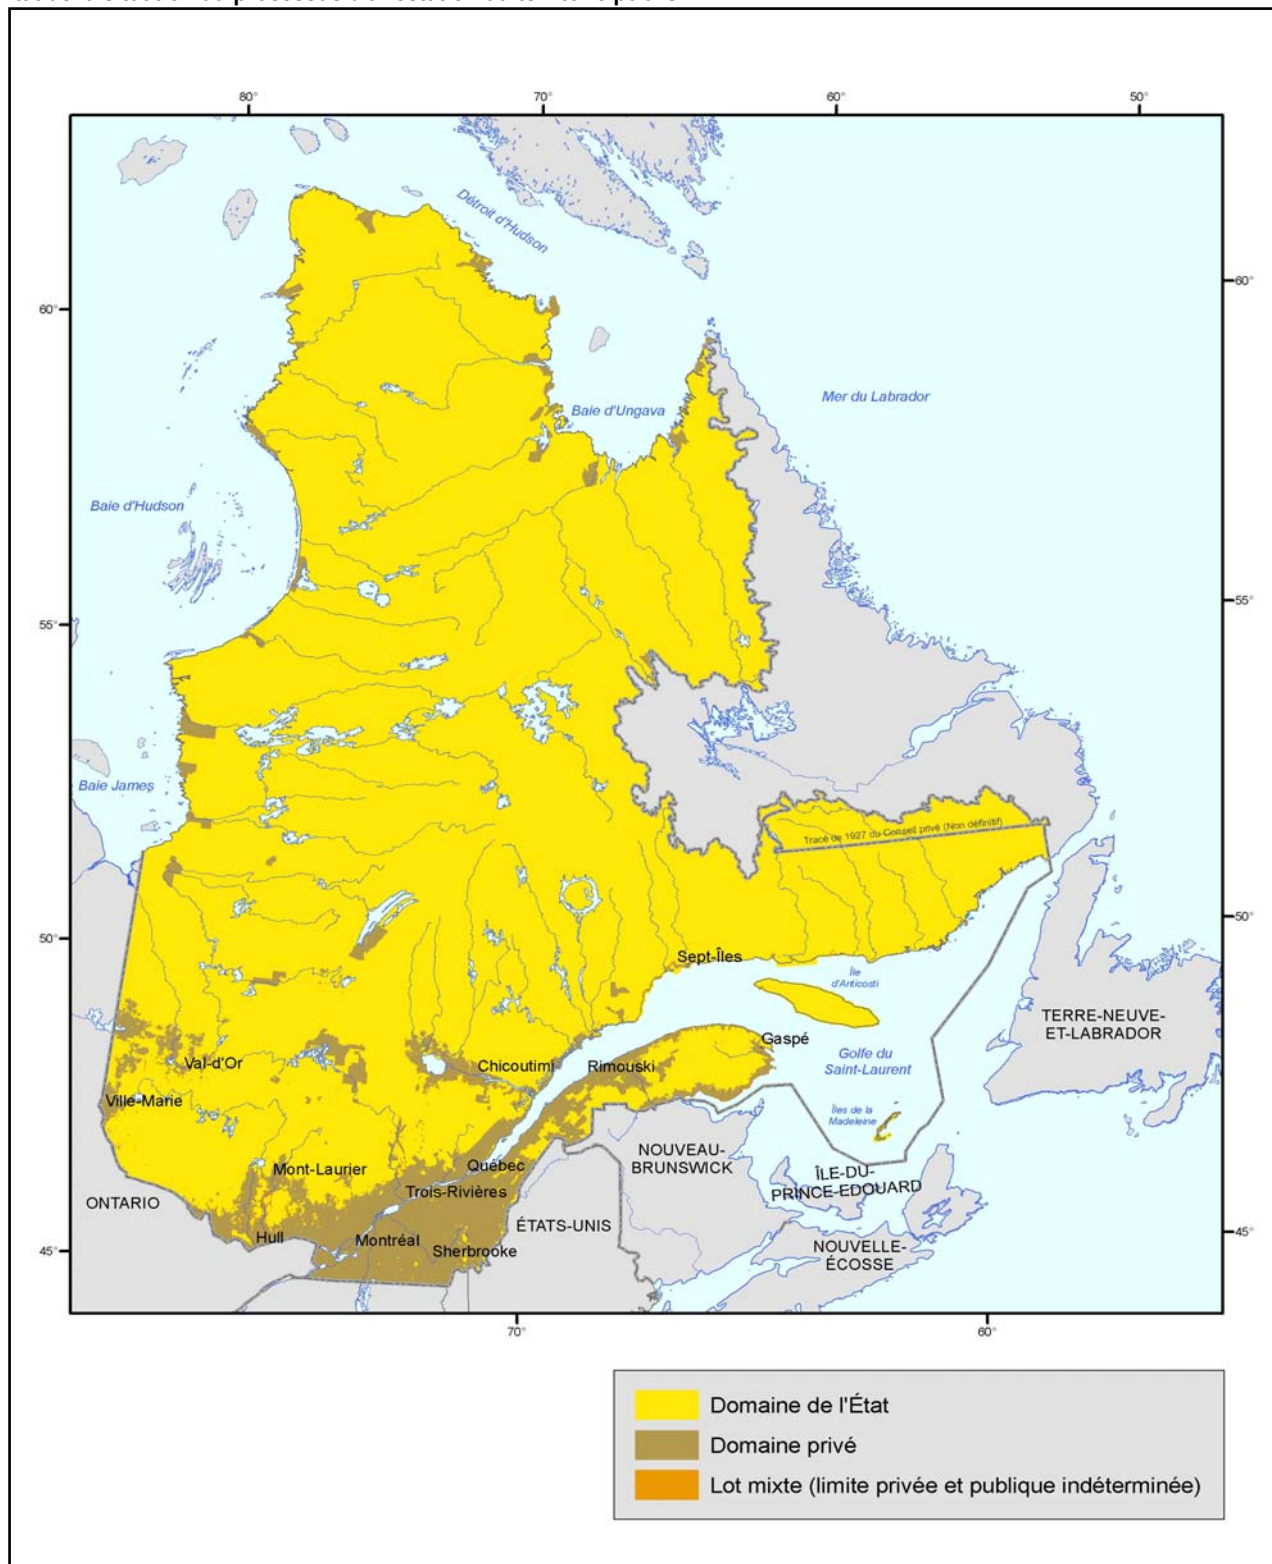 80°
70°
60°
50°
Détroit d'Hudson
60°
60°
Baie d'Ungava
Mer du Labrador
Baie d'Hudson
55°
55°
Baie James
Tracé de 1927 du Conseil privé (Non définitif)
50°
50°
Sept-Îles
Île
d'Anticosti
TERRE-NEUVE-
ET-LABRADOR
Gaspé
Val-d'Or
Chicoutimi
Rimouski
Golfe du
Saint-Laurent
Ville-Marie
Îles de la
Madeleine
NOUVEAU-
BRUNSWICK
Mont-Laurier
Québec
ÎLE-DU-
PRINCE-EDOUARD
Trois-Rivières
ONTARIO
ÉTATS-UNIS
Hull
Montréal
Sherbrooke
NOUVELLE-
ÉCOSSE
45°
45°
70°
60°
Domaine de l'État
Domaine privé
Lot mixte (limite privée et publique indéterminée)